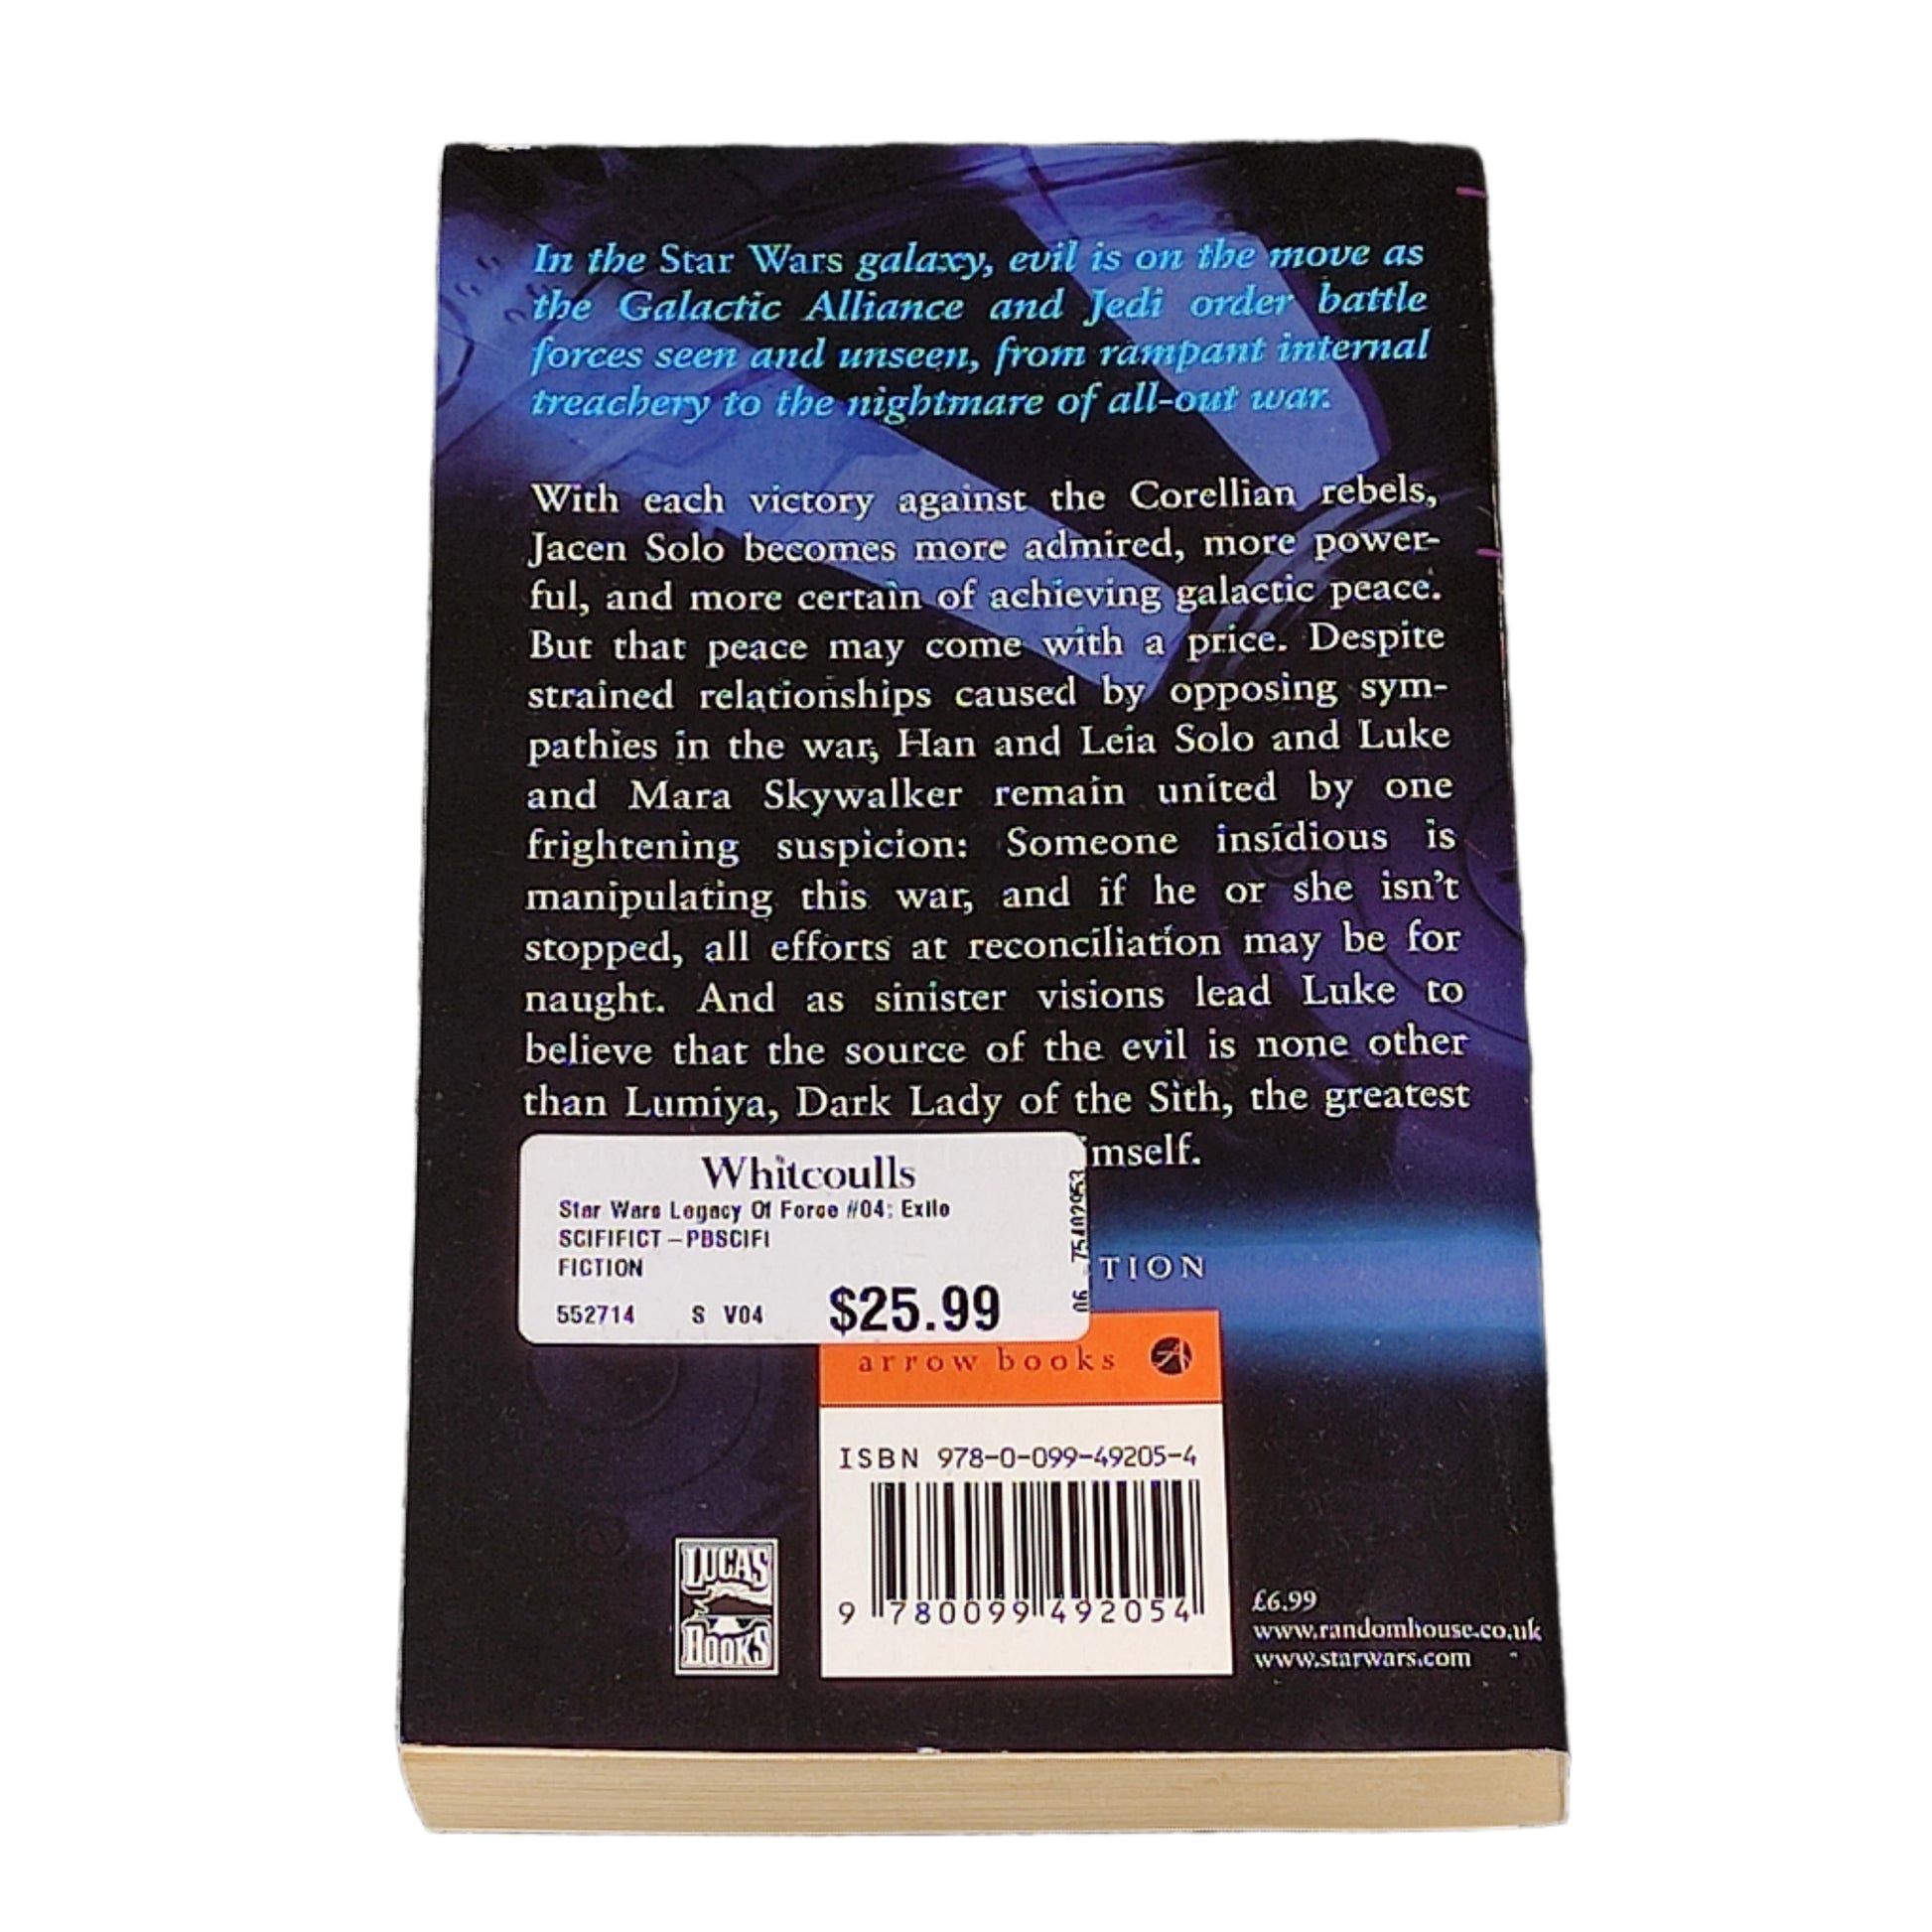 In the Star Wars galaxy, evil is on the move as
the Galactic Alliance and Jedi order battle
forces seen and unseen, from rampant internal
treachery to the nightmare of all-out war.
With each victory against the Corellian rebels,
Jacen Solo becomes more admired, more power-
ful, and more certain of achieving galactic peace.
But that peace may come with a price. Despite
strained relationships caused by opposing sym-
pathies in the war, Han and Leia Solo and Luke
and Mara Skywalker remain united by one
frightening suspicion: Someone insidious is
manipulating this war, and if he or she isn't
stopped, all efforts at reconciliation may be for
naught. And as sinister visions lead Luke to
believe that the source of the evil is none other
than Lumiya, Dark Lady of the Sith, the greatest
imself.
Whitcoulls
Star Wars Legacy Of Force #04: Exile
SCIFIFICT - PBSCIFI
FICTION
552714 S V04 $25.99
TION
arrow books
ISBN 978-0-099-49205-4
9 780099 492054
LUCAS
BOOKS
£6.99
www.randomhouse.co.uk
www.starwars.com